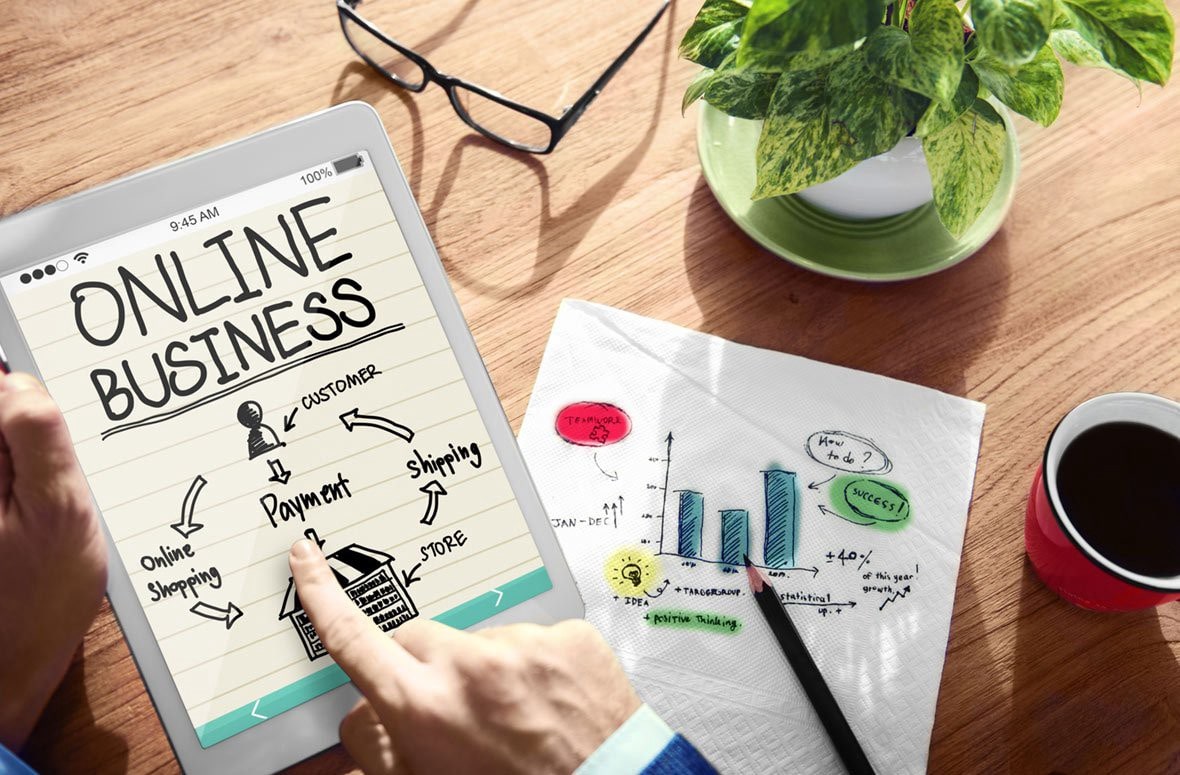 100%
9:45 AM
ONLINE
BUSINESS
CUSTOMER
Payment
Shipping
Online
Shopping
STORE
TEAMWORK
How
to do?
SUCCESS!
JAN-DEC
+ IDEA
+ TARGETGROUP.
+ Positive Thinking.
statistical
up. +
±40%
of this year!
growth.